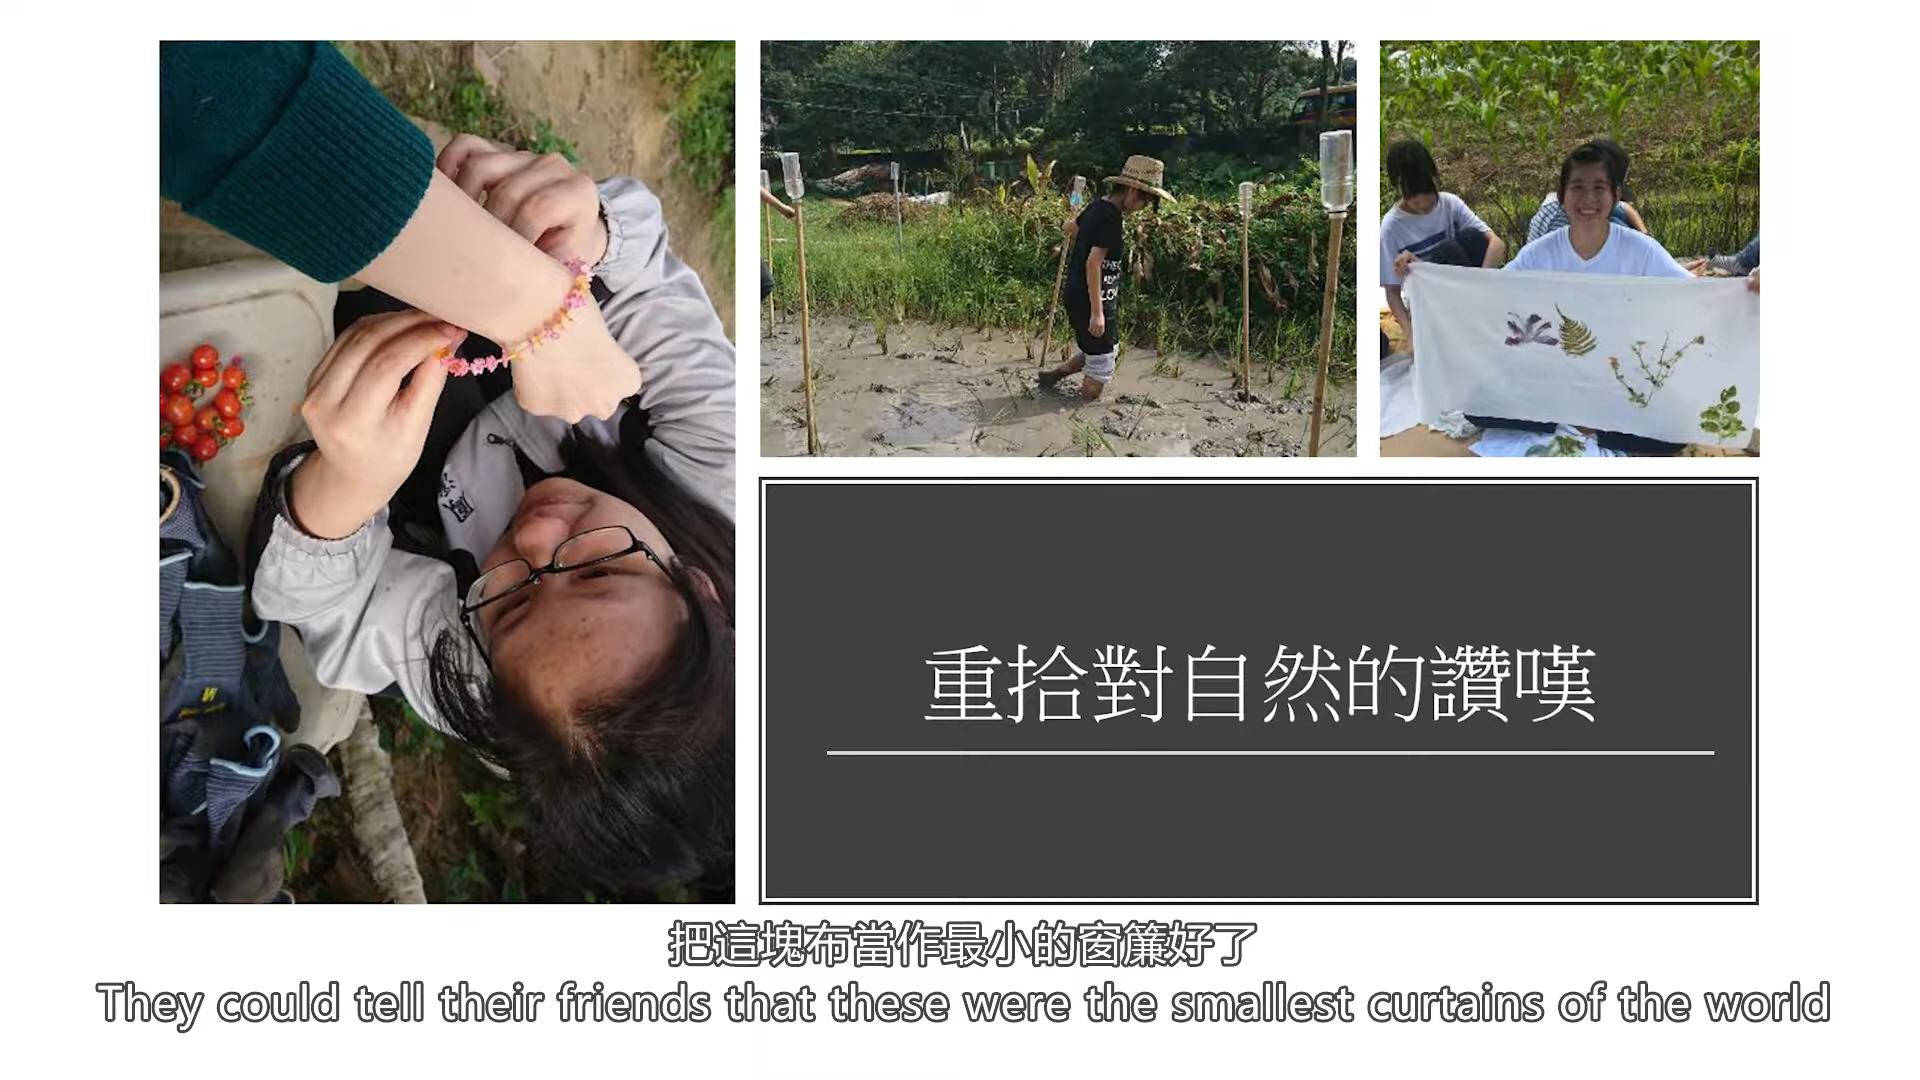 重拾對自然的讚嘆
把這塊布當作最小的窗簾好了
They could tell their friends that these were the smallest curtains of the world